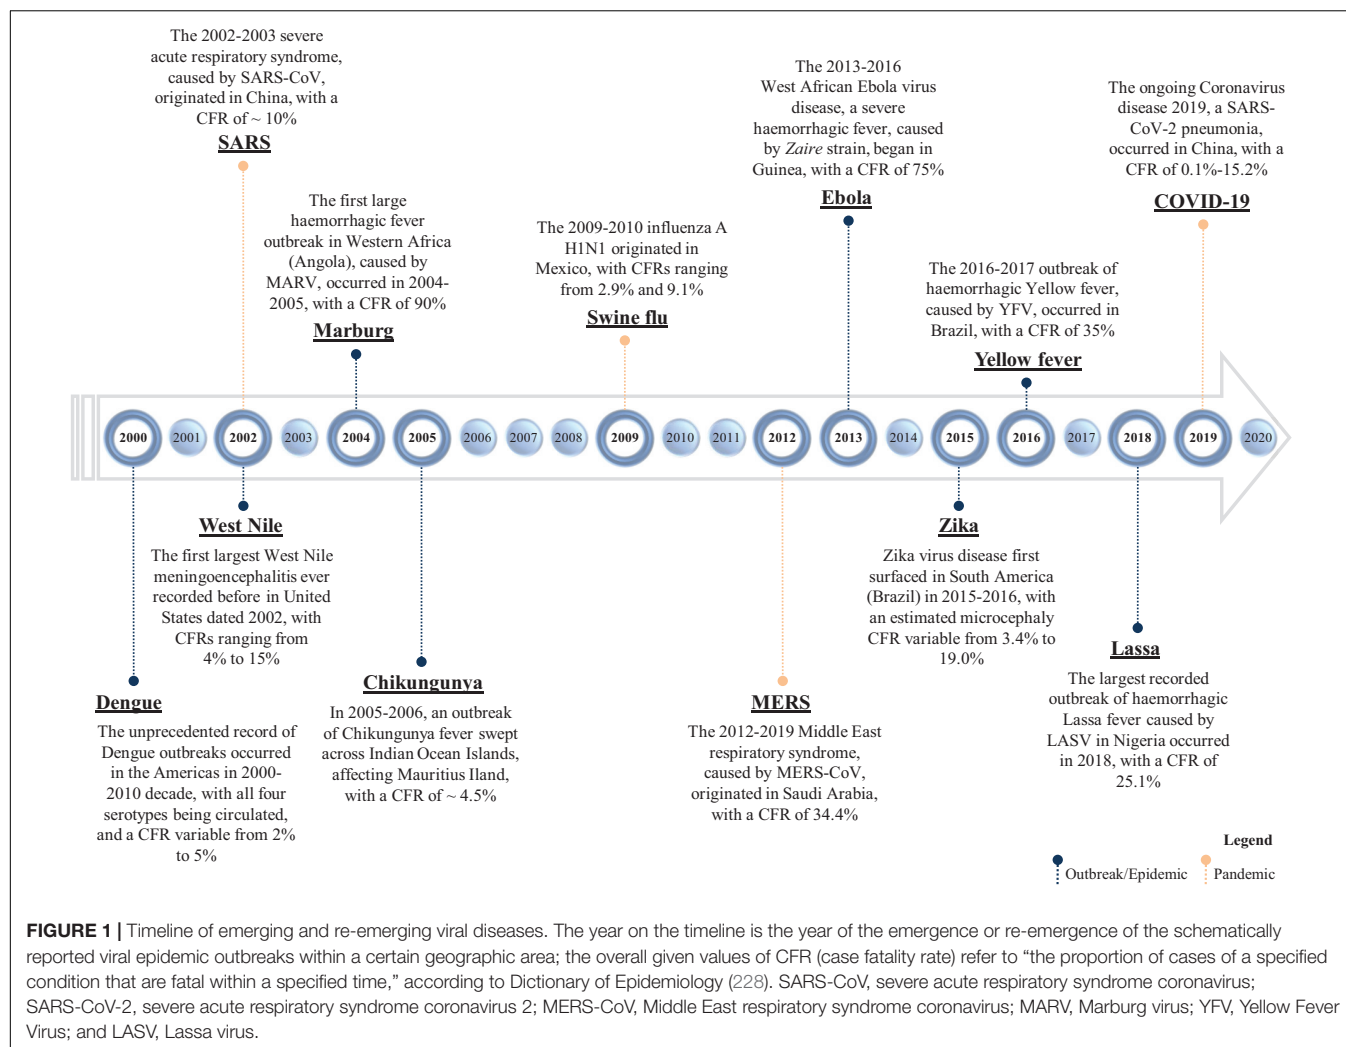 The 2002-2003 severe
acute respiratory syndrome,
caused by SARS-CoV,
originated in China, with a
CFR of ~ 10%
SARS
The first large
haemorrhagic fever
outbreak in Western Africa
(Angola), caused by
MARV, occurred in 2004-
2005, with a CFR of 90%
Marburg
The 2009-2010 influenza A
H1N1 originated in
Mexico, with CFRs ranging
from 2.9% and 9.1%
Swine flu
The 2013-2016
West African Ebola virus
disease, a severe
haemorrhagic fever, caused
by Zaire strain, began in
Guinea, with a CFR of 75%
Ebola
The 2016-2017 outbreak of
haemorrhagic Yellow fever,
caused by YFV, occurred in
Brazil, with a CFR of 35%
Yellow fever
The ongoing Coronavirus
disease 2019, a SARS-
CoV-2 pneumonia,
occurred in China, with a
CFR of 0.1%-15.2%
COVID-19
2000 2001 2002 2003 2004 2005 2006 2007 2008 2009 2010 2011 2012 2013 2014 2015 2016 2017 2018 2019 2020
Dengue
The unprecedented record of
Dengue outbreaks occurred
in the Americas in 2000-
2010 decade, with all four
serotypes being circulated,
and a CFR variable from 2%
to 5%
West Nile
The first largest West Nile
meningoencephalitis ever
recorded before in United
States dated 2002, with
CFRs ranging from
4% to 15%
Chikungunya
In 2005-2006, an outbreak
of Chikungunya fever swept
across Indian Ocean Islands,
affecting Mauritius Iland,
with a CFR of ~ 4.5%
MERS
The 2012-2019 Middle East
respiratory syndrome,
caused by MERS-CoV,
originated in Saudi Arabia,
with a CFR of 34.4%
Zika
Zika virus disease first
surfaced in South America
(Brazil) in 2015-2016, with
an estimated microcephaly
CFR variable from 3.4% to
19.0%
Lassa
The largest recorded
outbreak of haemorrhagic
Lassa fever caused by
LASV in Nigeria occurred
in 2018, with a CFR of
25.1%
Legend
Outbreak/Epidemic Pandemic
FIGURE 1 | Timeline of emerging and re-emerging viral diseases. The year on the timeline is the year of the emergence or re-emergence of the schematically
reported viral epidemic outbreaks within a certain geographic area; the overall given values of CFR (case fatality rate) refer to “the proportion of cases of a specified
condition that are fatal within a specified time,” according to Dictionary of Epidemiology (228). SARS-CoV, severe acute respiratory syndrome coronavirus;
SARS-CoV-2, severe acute respiratory syndrome coronavirus 2; MERS-CoV, Middle East respiratory syndrome coronavirus; MARV, Marburg virus; YFV, Yellow Fever
Virus; and LASV, Lassa virus.